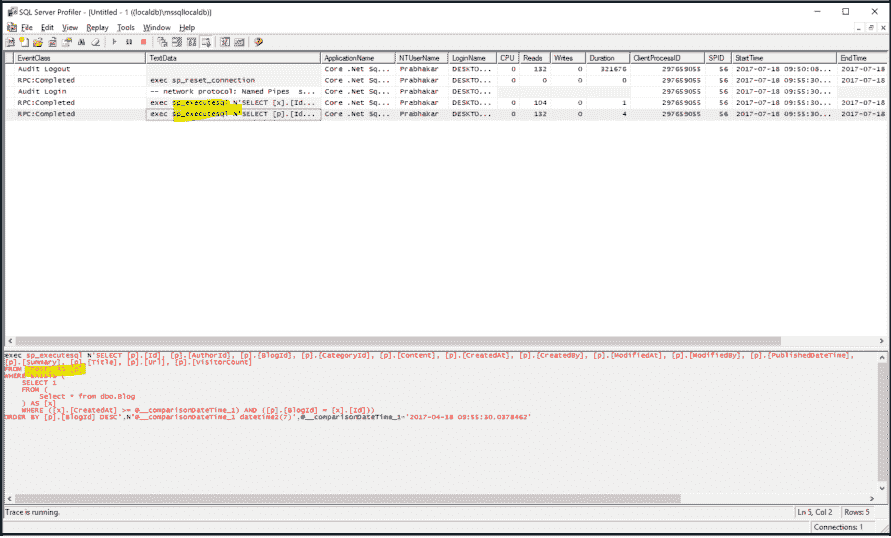 SQL Server Profiler - [Untitled - 1 ((localdb)\mssqllocaldb)]
File Edit View Replay Tools Window Help
EventClass TextData ApplicationName NTUserName LoginName CPU Reads Writes Duration ClientProcessID SPID StartTime EndTime
Audit Logout Core .Net Sq... Prabhakar DESKTO... 0 132 0 321676 297659055 56 2017-07-18 09:50:08... 2017-07-18
RPC:Completed exec sp_reset_connection Core .Net Sq... Prabhakar DESKTO... 0 0 0 0 297659055 56 2017-07-18 09:55:30... 2017-07-18
Audit Login -- network protocol: Named Pipes s... Core .Net Sq... Prabhakar DESKTO... 297659055 56 2017-07-18 09:55:30...
RPC:Completed exec sp_executesql N'SELECT [x].[Id... Core .Net Sq... Prabhakar DESKTO... 0 104 0 1 297659055 56 2017-07-18 09:55:30... 2017-07-18
RPC:Completed exec sp_executesql N'SELECT [p].[Id... Core .Net Sq... Prabhakar DESKTO... 0 132 0 4 297659055 56 2017-07-18 09:55:30... 2017-07-18
exec sp_executesql N'SELECT [p].[Id], [p].[AuthorId], [p].[BlogId], [p].[CategoryId], [p].[Content], [p].[CreatedAt], [p].[CreatedBy], [p].[ModifiedAt], [p].[ModifiedBy], [p].[PublishedDateTime],
[p].[Summary], [p].[Title], [p].[Url], [p].[VisitorCount]
FROM [Post] AS [p]
WHERE EXISTS (
SELECT 1
FROM (
Select * from dbo.Blog
) AS [x]
WHERE ([x].[CreatedAt] >= @__comparisonDateTime_1) AND ([p].[BlogId] = [x].[Id]))
ORDER BY [p].[BlogId] DESC',N'@__comparisonDateTime_1 datetime2(7)',@__comparisonDateTime_1='2017-04-18 09:55:30.0378462'
Trace is running. Ln 5, Col 2 Rows: 5
Connections: 1